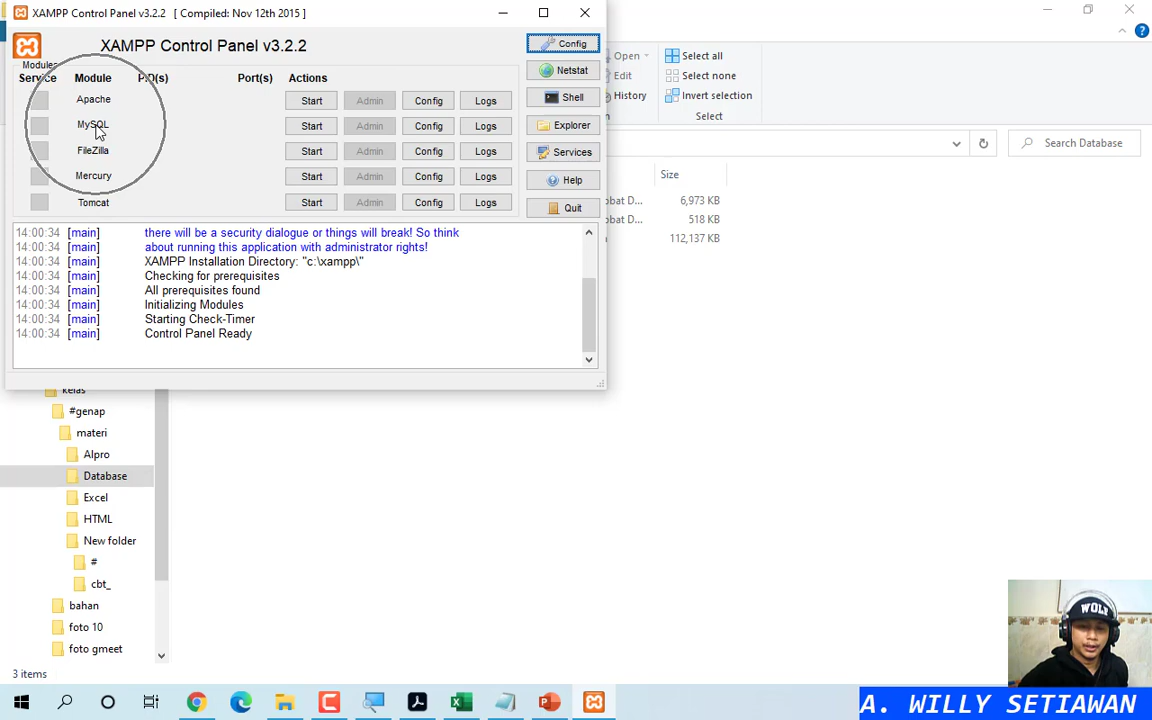 XAMPP Control Panel v3.2.2 [ Compiled: Nov 12th 2015 ]
XAMPP Control Panel v3.2.2
Config
Netstat
Shell
Explorer
Services
Help
Quit
Modules
Service Module PID(s) Port(s) Actions
Apache Start Admin Config Logs
MySQL Start Admin Config Logs
FileZilla Start Admin Config Logs
Mercury Start Admin Config Logs
Tomcat Start Admin Config Logs
14:00:34 [main] there will be a security dialogue or things will break! So think
14:00:34 [main] about running this application with administrator rights!
14:00:34 [main] XAMPP Installation Directory: "c:\xampp\"
14:00:34 [main] Checking for prerequisites
14:00:34 [main] All prerequisites found
14:00:34 [main] Initializing Modules
14:00:34 [main] Starting Check-Timer
14:00:34 [main] Control Panel Ready
Open Select all
Edit Select none
History Invert selection
Select
Search Database
Size
obat D... 6,973 KB
obat D... 518 KB
112,137 KB
kelas
#genap
materi
Alpro
Database
Excel
HTML
New folder
#
cbt_
bahan
foto 10
foto gmeet
3 items
WOLF
A. WILLY SETIAWAN